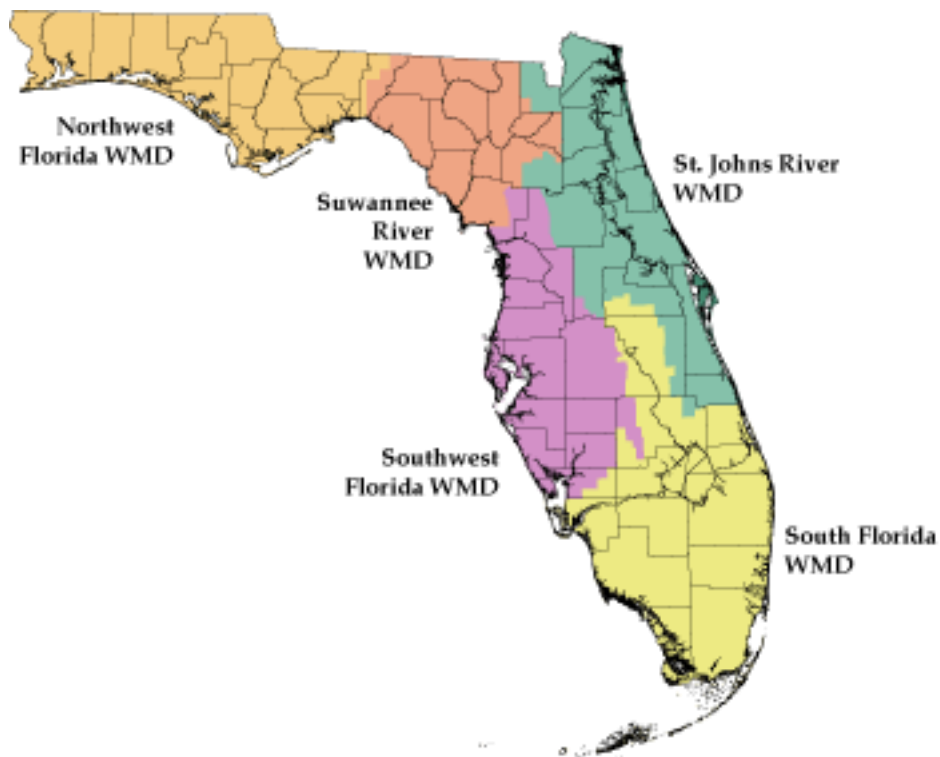 Northwest
Florida WMD
St. Johns River
WMD
Suwannee
River
WMD
Southwest
Florida WMD
South Florida
WMD